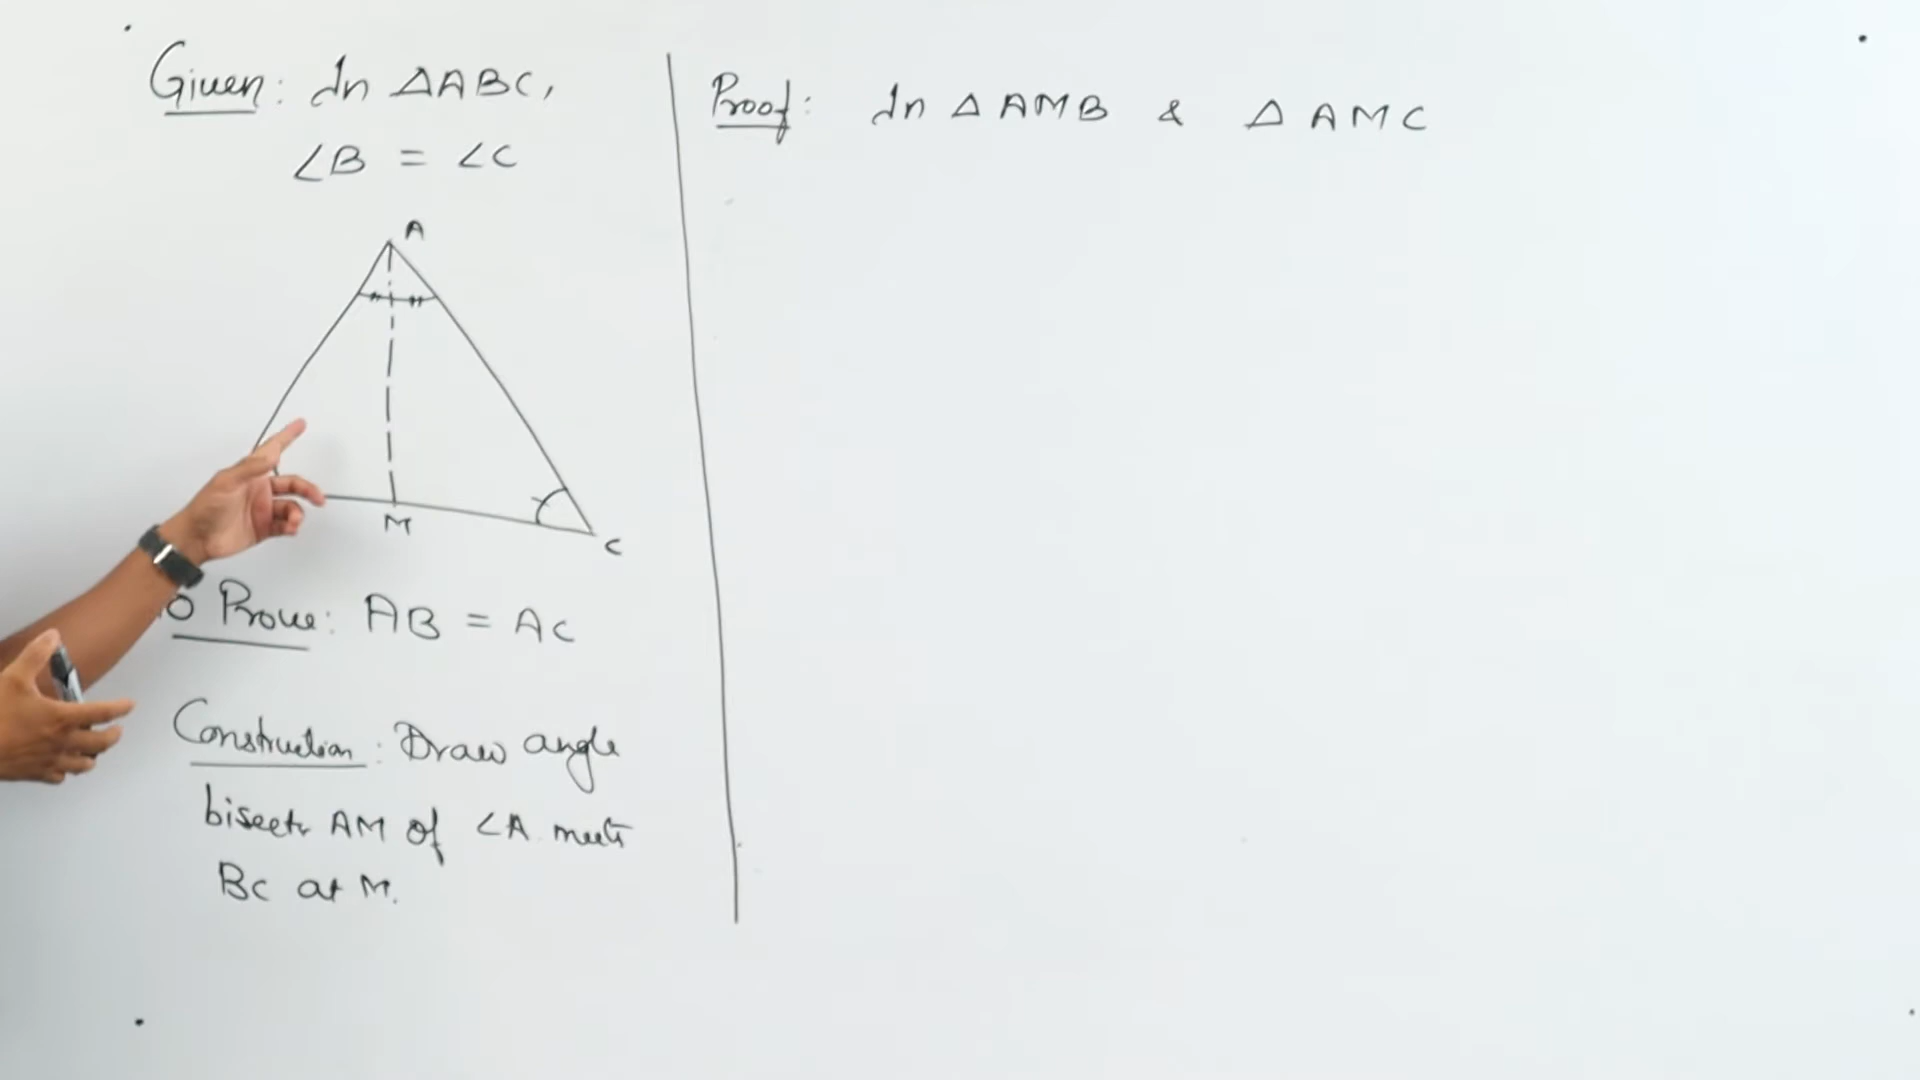 Given: In △ABC,
∠B = ∠C
A
M
C
To Prove: AB = AC
Construction: Draw angle
bisector AM of ∠A meets
BC at M.
Proof: In △AMB & △AMC